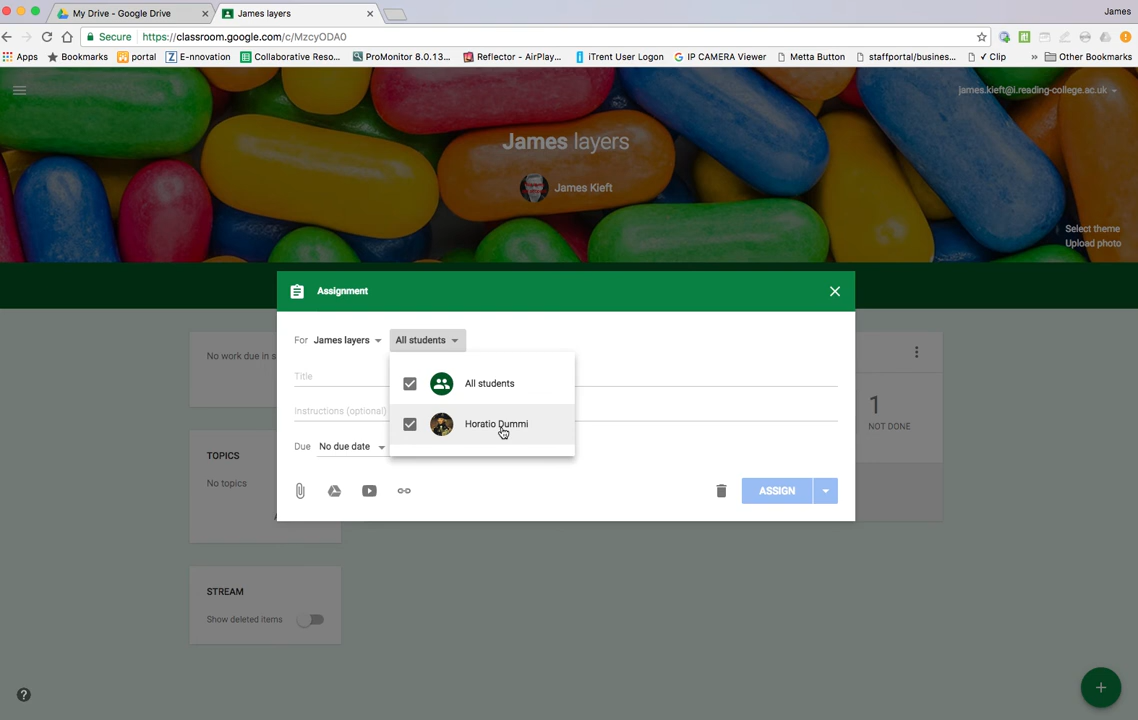 My Drive - Google Drive
James layers
James
Secure https://classroom.google.com/c/MzcyODA0
Apps Bookmarks portal E-nnovation Collaborative Reso... ProMonitor 8.0.13... Reflector - AirPlay... iTrent User Logon IP CAMERA Viewer Metta Button staffportal/busines... ✓ Clip » Other Bookmarks
james.kieft@i.reading-college.ac.uk
James layers
James Kieft
Select theme
Upload photo
Assignment
For James layers All students
No work due in s
Title
All students
1
Instructions (optional)
Horatio Dummi
NOT DONE
Due No due date
TOPICS
No topics
ASSIGN
STREAM
Show deleted items